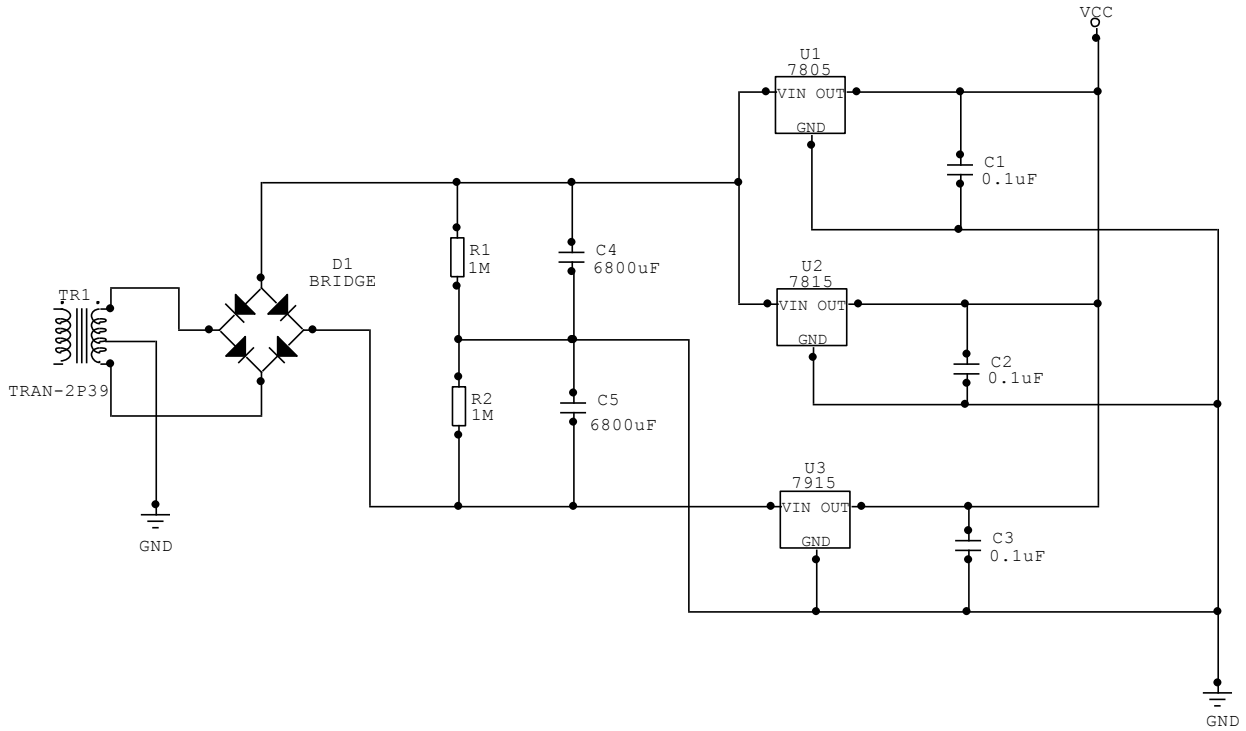 VCC
U1
7805
VIN OUT
GND
C1
0.1uF
R1
1M
C4
6800uF
D1
BRIDGE
U2
7815
VIN OUT
GND
TR1
TRAN-2P39
C2
0.1uF
R2
1M
C5
6800uF
U3
7915
VIN OUT
GND
C3
0.1uF
GND
GND